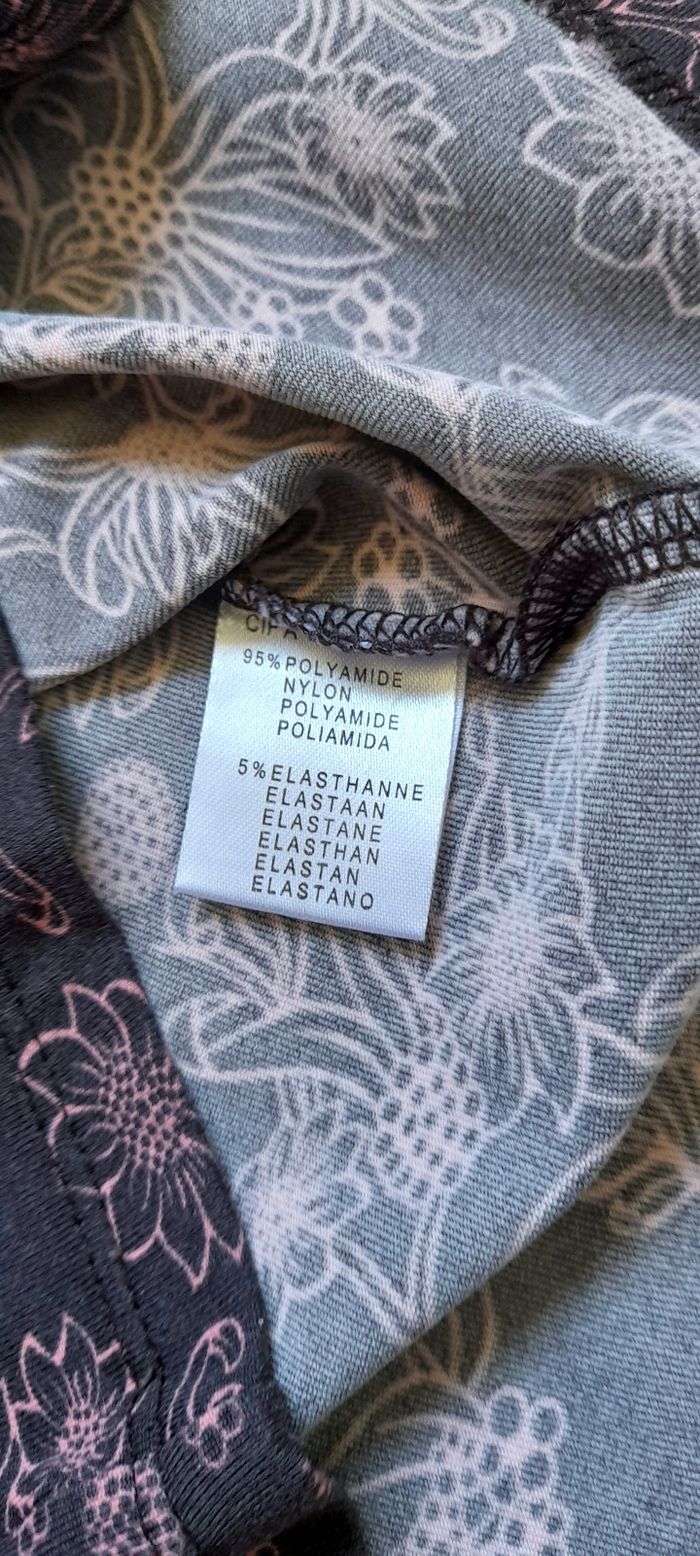 95% POLYAMIDE
NYLON
POLYAMIDE
POLIAMIDA
5% ELASTHANNE
ELASTAAN
ELASTANE
ELASTHAN
ELASTAN
ELASTANO